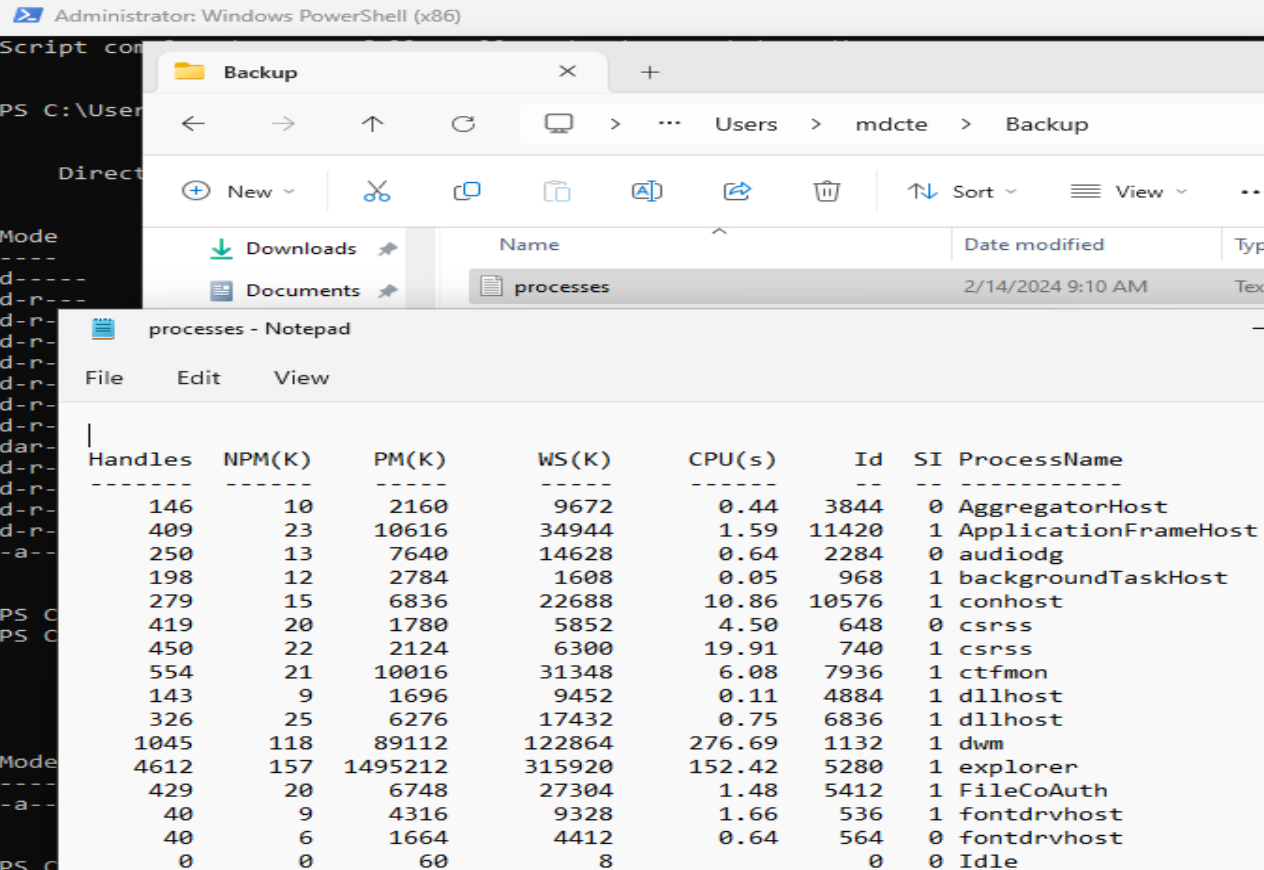 Administrator: Windows PowerShell (x86)
Script com
Backup
PS C:\User
Users > mdcte > Backup
Direct
New
Sort
View
Mode
----
d-----
d-r---
d-r-
d-r-
d-r-
d-r-
d-r-
d-r-
dar-
d-r-
d-r-
d-r-
d-r-
-a--
Downloads
Documents
Name
Date modified
Typ
processes
2/14/2024 9:10 AM
Tex
processes - Notepad
File Edit View
Handles NPM(K) PM(K) WS(K) CPU(s) Id SI ProcessName
------- ------ ----- ----- ------ -- -- -----------
146 10 2160 9672 0.44 3844 0 AggregatorHost
409 23 10616 34944 1.59 11420 1 ApplicationFrameHost
250 13 7640 14628 0.64 2284 0 audiodg
198 12 2784 1608 0.05 968 1 backgroundTaskHost
279 15 6836 22688 10.86 10576 1 conhost
419 20 1780 5852 4.50 648 0 csrss
450 22 2124 6300 19.91 740 1 csrss
554 21 10016 31348 6.08 7936 1 ctfmon
143 9 1696 9452 0.11 4884 1 dllhost
326 25 6276 17432 0.75 6836 1 dllhost
1045 118 89112 122864 276.69 1132 1 dwm
4612 157 1495212 315920 152.42 5280 1 explorer
429 20 6748 27304 1.48 5412 1 FileCoAuth
40 9 4316 9328 1.66 536 1 fontdrvhost
40 6 1664 4412 0.64 564 0 fontdrvhost
0 0 60 8 0 0 Idle
PS C
PS C
Mode
----
-a--
PS C